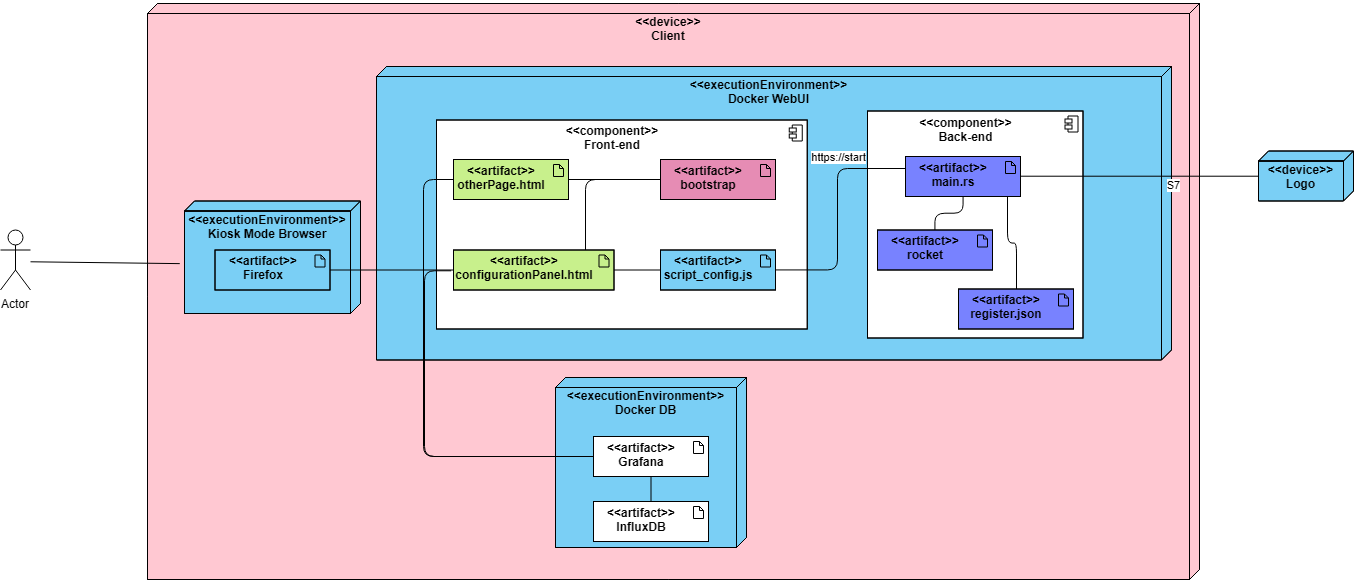 <<device>>
Client
<<executionEnvironment>>
Docker WebUI
<<component>>
Front-end
<<component>>
Back-end
https://start
<<artifact>>
otherPage.html
<<artifact>>
bootstrap
<<artifact>>
main.rs
S7
<<device>>
Logo
<<executionEnvironment>>
Kiosk Mode Browser
<<artifact>>
Firefox
<<artifact>>
configurationPanel.html
<<artifact>>
script_config.js
<<artifact>>
rocket
<<artifact>>
register.json
Actor
<<executionEnvironment>>
Docker DB
<<artifact>>
Grafana
<<artifact>>
InfluxDB